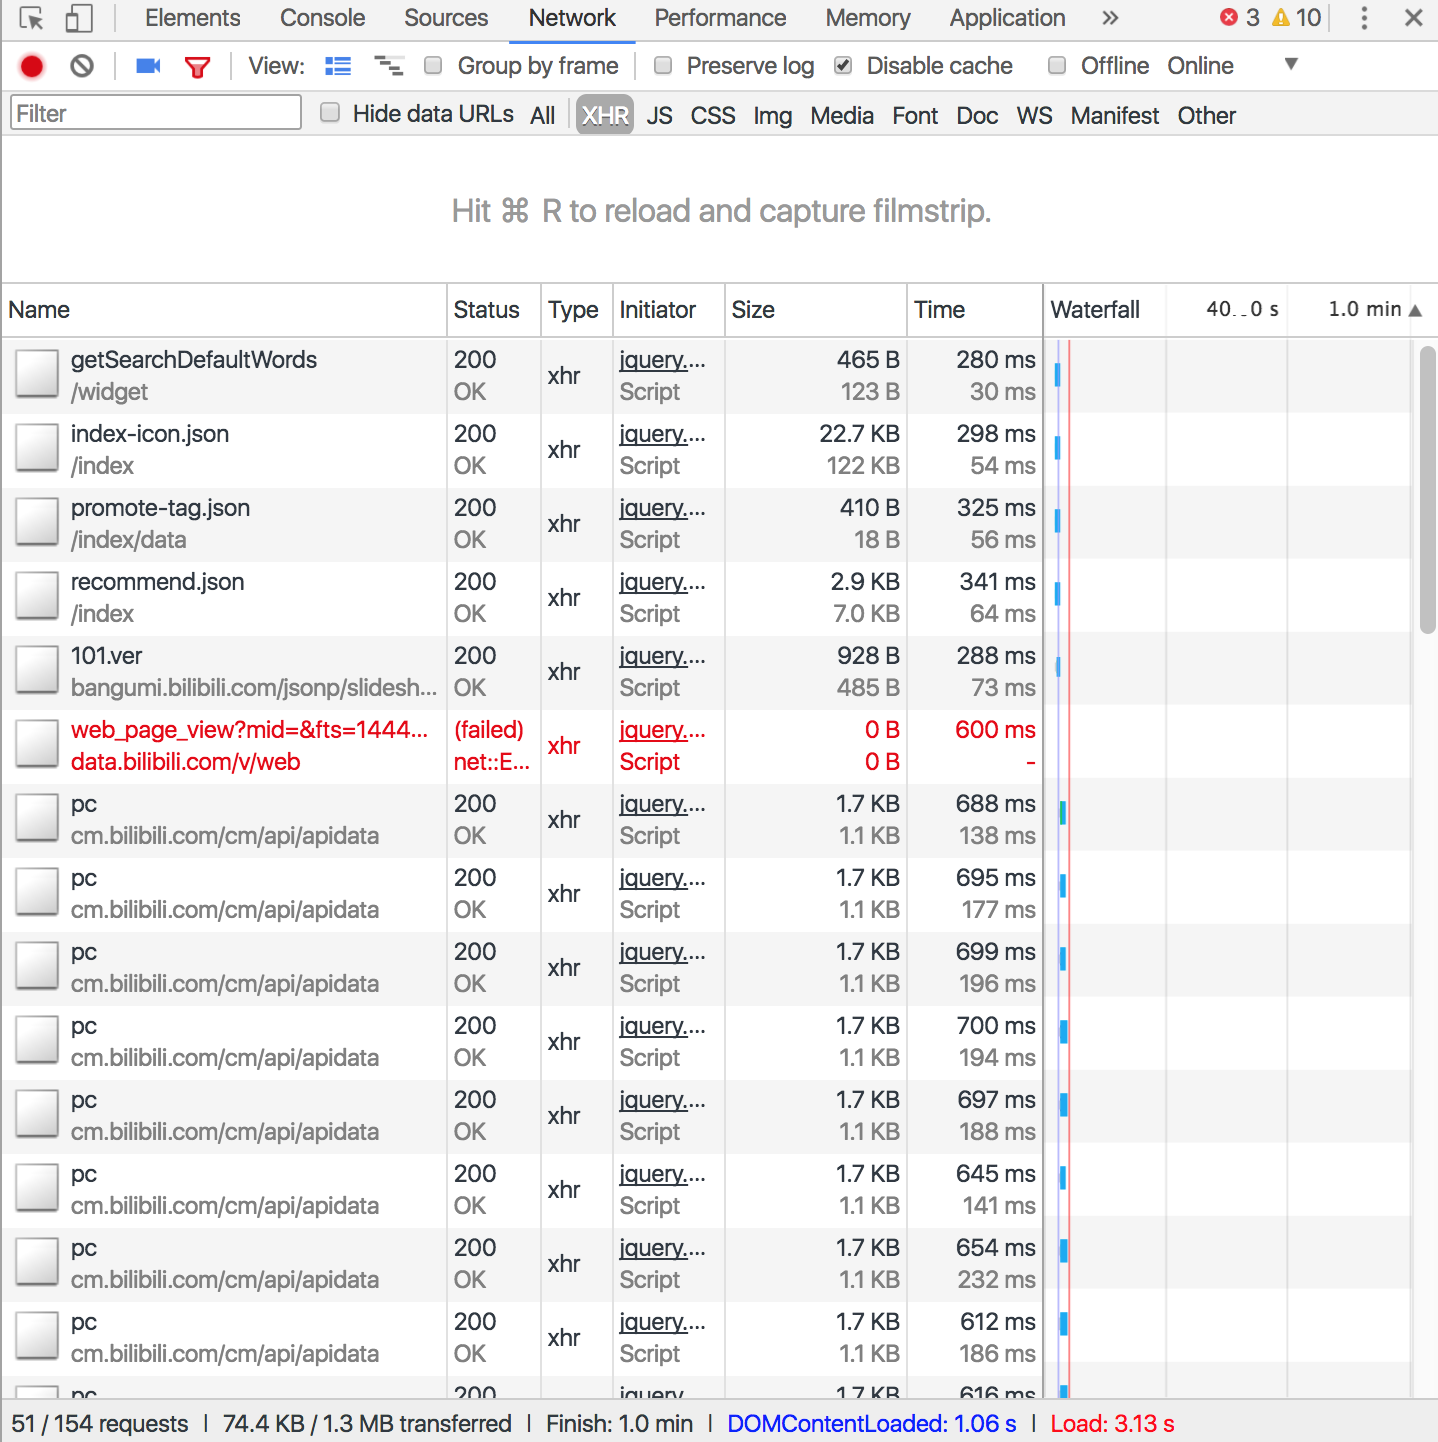 Elements Console Sources Network Performance Memory Application » 3 10
View: Group by frame Preserve log Disable cache Offline Online
Filter Hide data URLs All XHR JS CSS Img Media Font Doc WS Manifest Other
Hit ⌘ R to reload and capture filmstrip.
Name Status Type Initiator Size Time Waterfall 40...0 s 1.0 min
getSearchDefaultWords 200 xhr jquery.... 465 B 280 ms
/widget OK Script 123 B 30 ms
index-icon.json 200 xhr jquery.... 22.7 KB 298 ms
/index OK Script 122 KB 54 ms
promote-tag.json 200 xhr jquery.... 410 B 325 ms
/index/data OK Script 18 B 56 ms
recommend.json 200 xhr jquery.... 2.9 KB 341 ms
/index OK Script 7.0 KB 64 ms
101.ver 200 xhr jquery.... 928 B 288 ms
bangumi.bilibili.com/jsonp/slidesh... OK Script 485 B 73 ms
web_page_view?mid=&fts=1444... (failed) xhr jquery.... 0 B 600 ms
data.bilibili.com/v/web net::E... Script 0 B -
pc 200 xhr jquery.... 1.7 KB 688 ms
cm.bilibili.com/cm/api/apidata OK Script 1.1 KB 138 ms
pc 200 xhr jquery.... 1.7 KB 695 ms
cm.bilibili.com/cm/api/apidata OK Script 1.1 KB 177 ms
pc 200 xhr jquery.... 1.7 KB 699 ms
cm.bilibili.com/cm/api/apidata OK Script 1.1 KB 196 ms
pc 200 xhr jquery.... 1.7 KB 700 ms
cm.bilibili.com/cm/api/apidata OK Script 1.1 KB 194 ms
pc 200 xhr jquery.... 1.7 KB 697 ms
cm.bilibili.com/cm/api/apidata OK Script 1.1 KB 188 ms
pc 200 xhr jquery.... 1.7 KB 645 ms
cm.bilibili.com/cm/api/apidata OK Script 1.1 KB 141 ms
pc 200 xhr jquery.... 1.7 KB 654 ms
cm.bilibili.com/cm/api/apidata OK Script 1.1 KB 232 ms
pc 200 xhr jquery.... 1.7 KB 612 ms
cm.bilibili.com/cm/api/apidata OK Script 1.1 KB 186 ms
pc 200 jquery.... 1.7 KB 616 ms
51 / 154 requests | 74.4 KB / 1.3 MB transferred | Finish: 1.0 min | DOMContentLoaded: 1.06 s | Load: 3.13 s